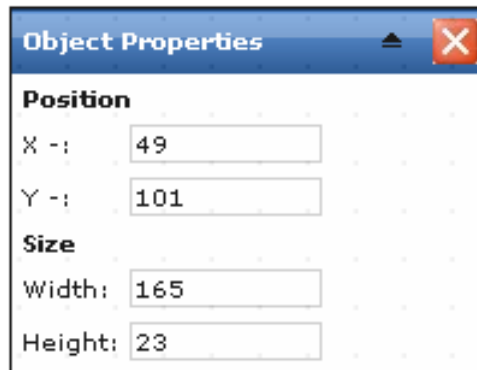 Object Properties
Position
X -: 49
Y -: 101
Size
Width: 165
Height: 23